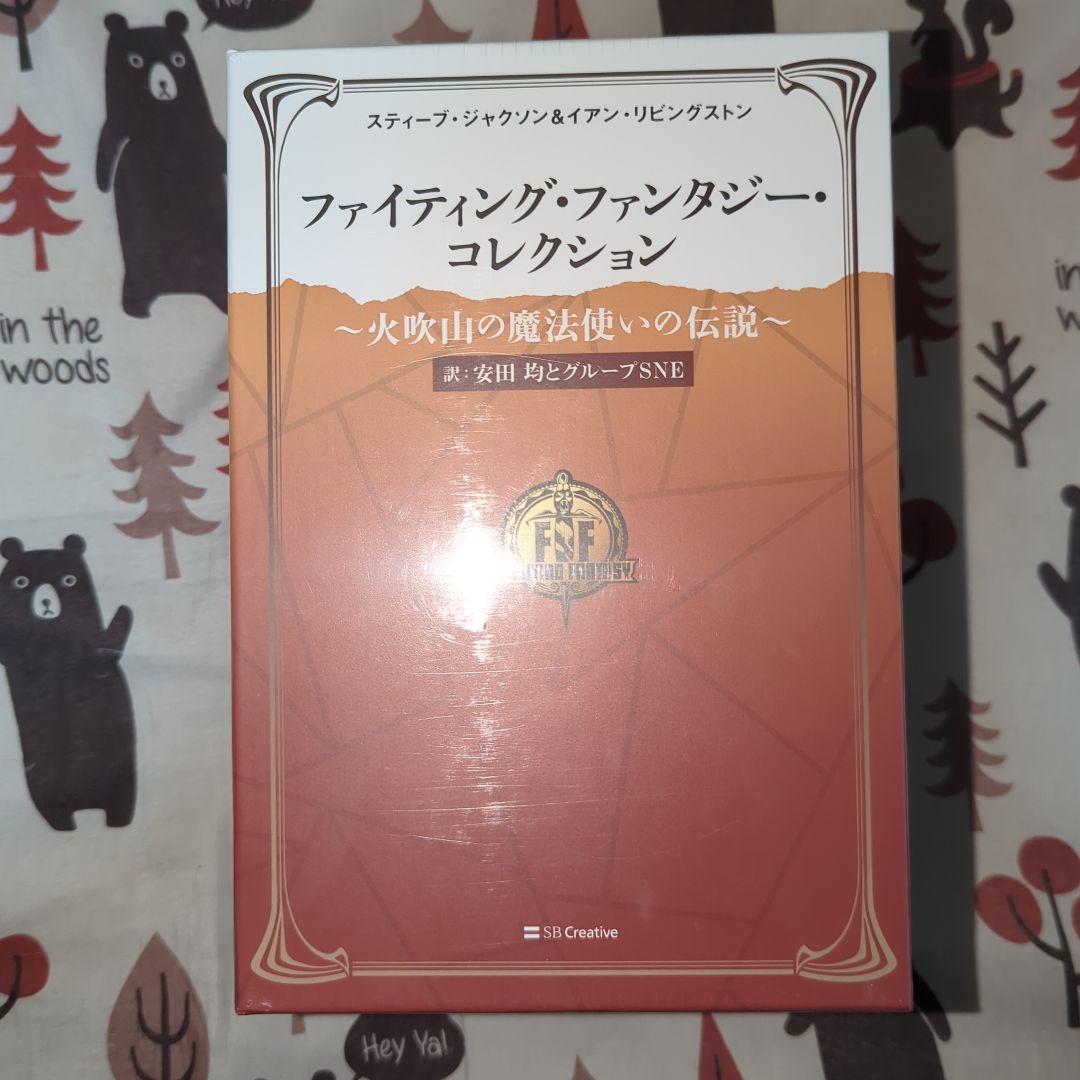 スティーブ・ジャクソン&イアン・リビングストン
ファイティング・ファンタジー・
コレクション
～火吹山の魔法使いの伝説～
訳：安田 均とグループSNE
FF
SB Creative
in the
woods
Hey Ya!
in
w